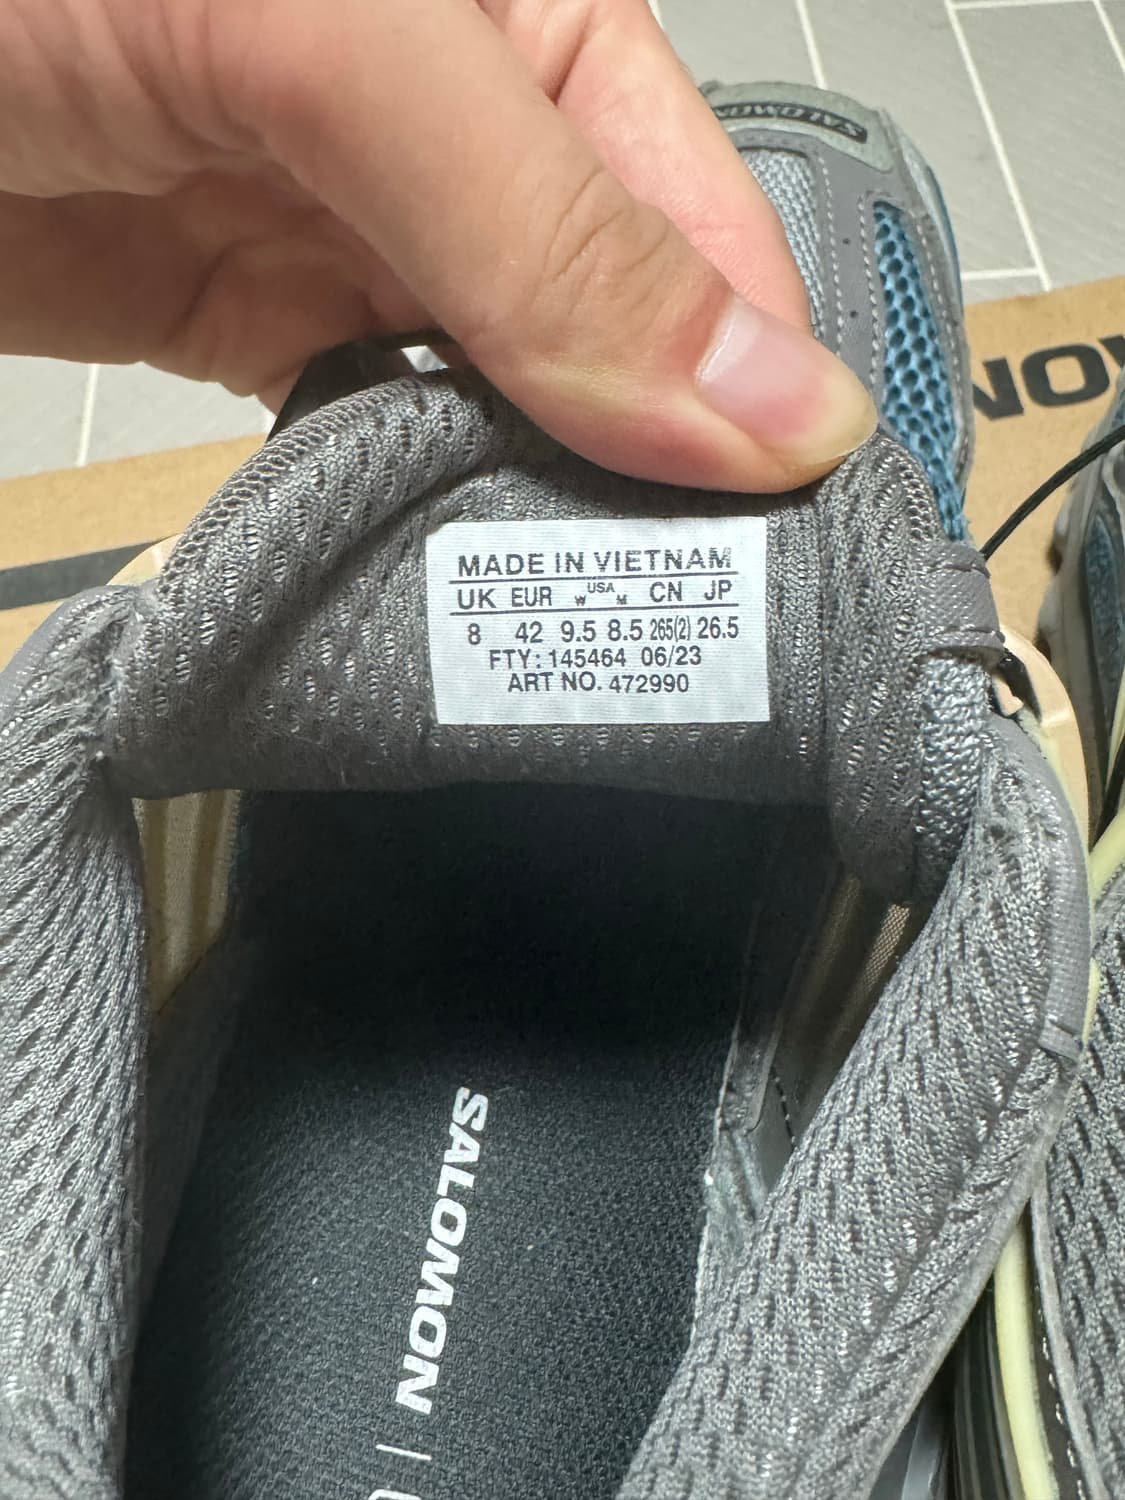 SALOMON
MADE IN VIETNAM
UK EUR W USA M CN JP
8 42 9.5 8.5 265(2) 26.5
FTY: 145464 06/23
ART NO. 472990
SALOMON |